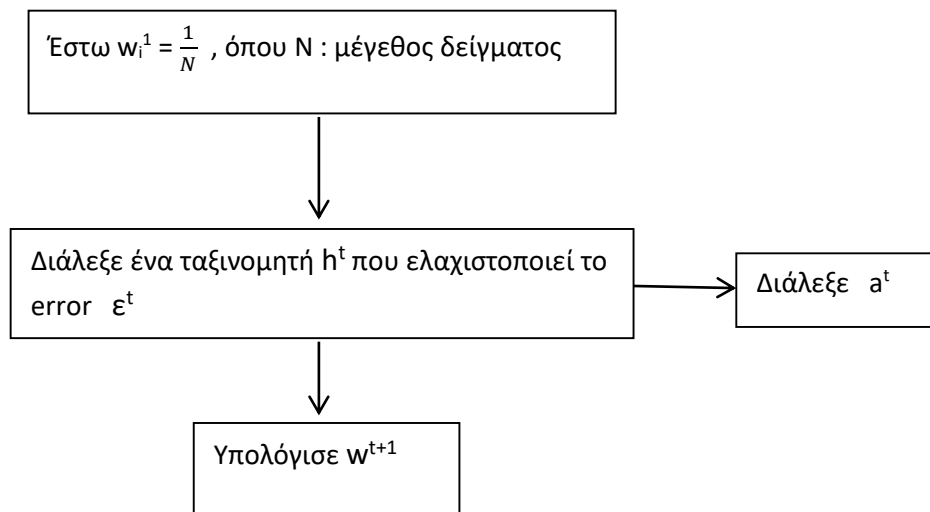 Έστω wᵢ¹ = 1/N , όπου N : μέγεθος δείγματος
Διάλεξε ένα ταξινομητή hᵗ που ελαχιστοποιεί το
error εᵗ
Διάλεξε aᵗ
Υπολόγισε wᵗ⁺¹